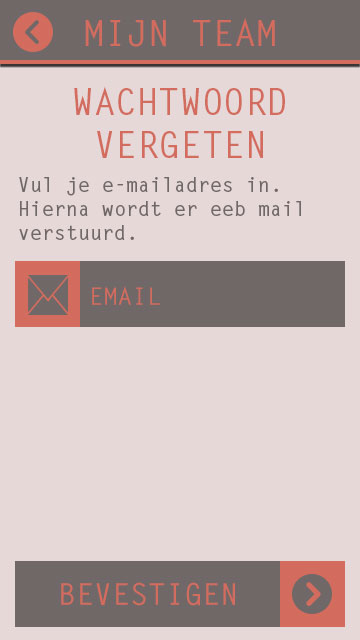 MIJN TEAM
WACHTWOORD
VERGETEN
Vul je e-mailadres in.
Hierna wordt er eeb mail
verstuurd.
EMAIL
BEVESTIGEN